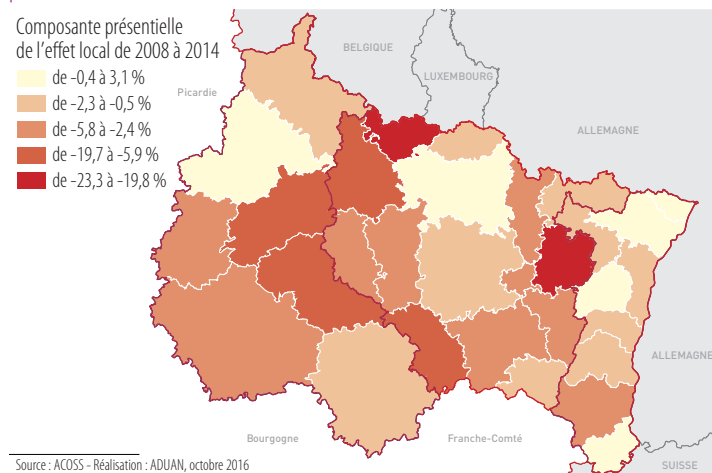 Composante présentielle
de l'effet local de 2008 à 2014
de -0,4 à 3,1 %
de -2,3 à -0,5 %
de -5,8 à -2,4 %
de -19,7 à -5,9 %
de -23,3 à -19,8 %
BELGIQUE
LUXEMBOURG
Picardie
ALLEMAGNE
ALLEMAGNE
Bourgogne
Franche-Comté
SUISSE
Source : ACOSS - Réalisation : ADUAN, octobre 2016